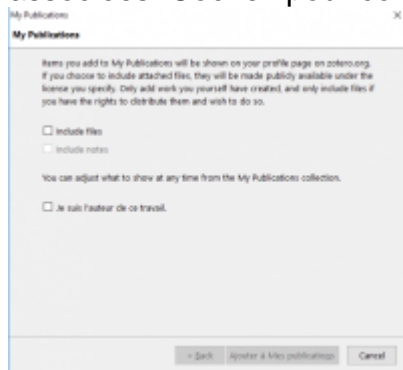 My Publications
My Publications
Items you add to My Publications will be shown on your profile page on zotero.org.
If you choose to include attached files, they will be made publicly available under the
license you specify. Only add work you yourself have created, and only include files if
you have the rights to distribute them and wish to do so.
Include files
Include notes
You can adjust what to show at any time from the My Publications collection.
Je suis l'auteur de ce travail.
< Back Ajouter à Mes publications Cancel